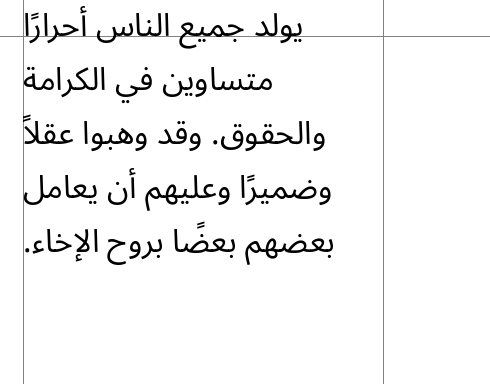 يولد جميع الناس أحرارًا
متساوين في الكرامة
والحقوق. وقد وهبوا عقلاً
وضميرًا وعليهم أن يعامل
بعضهم بعضًا بروح الإخاء.